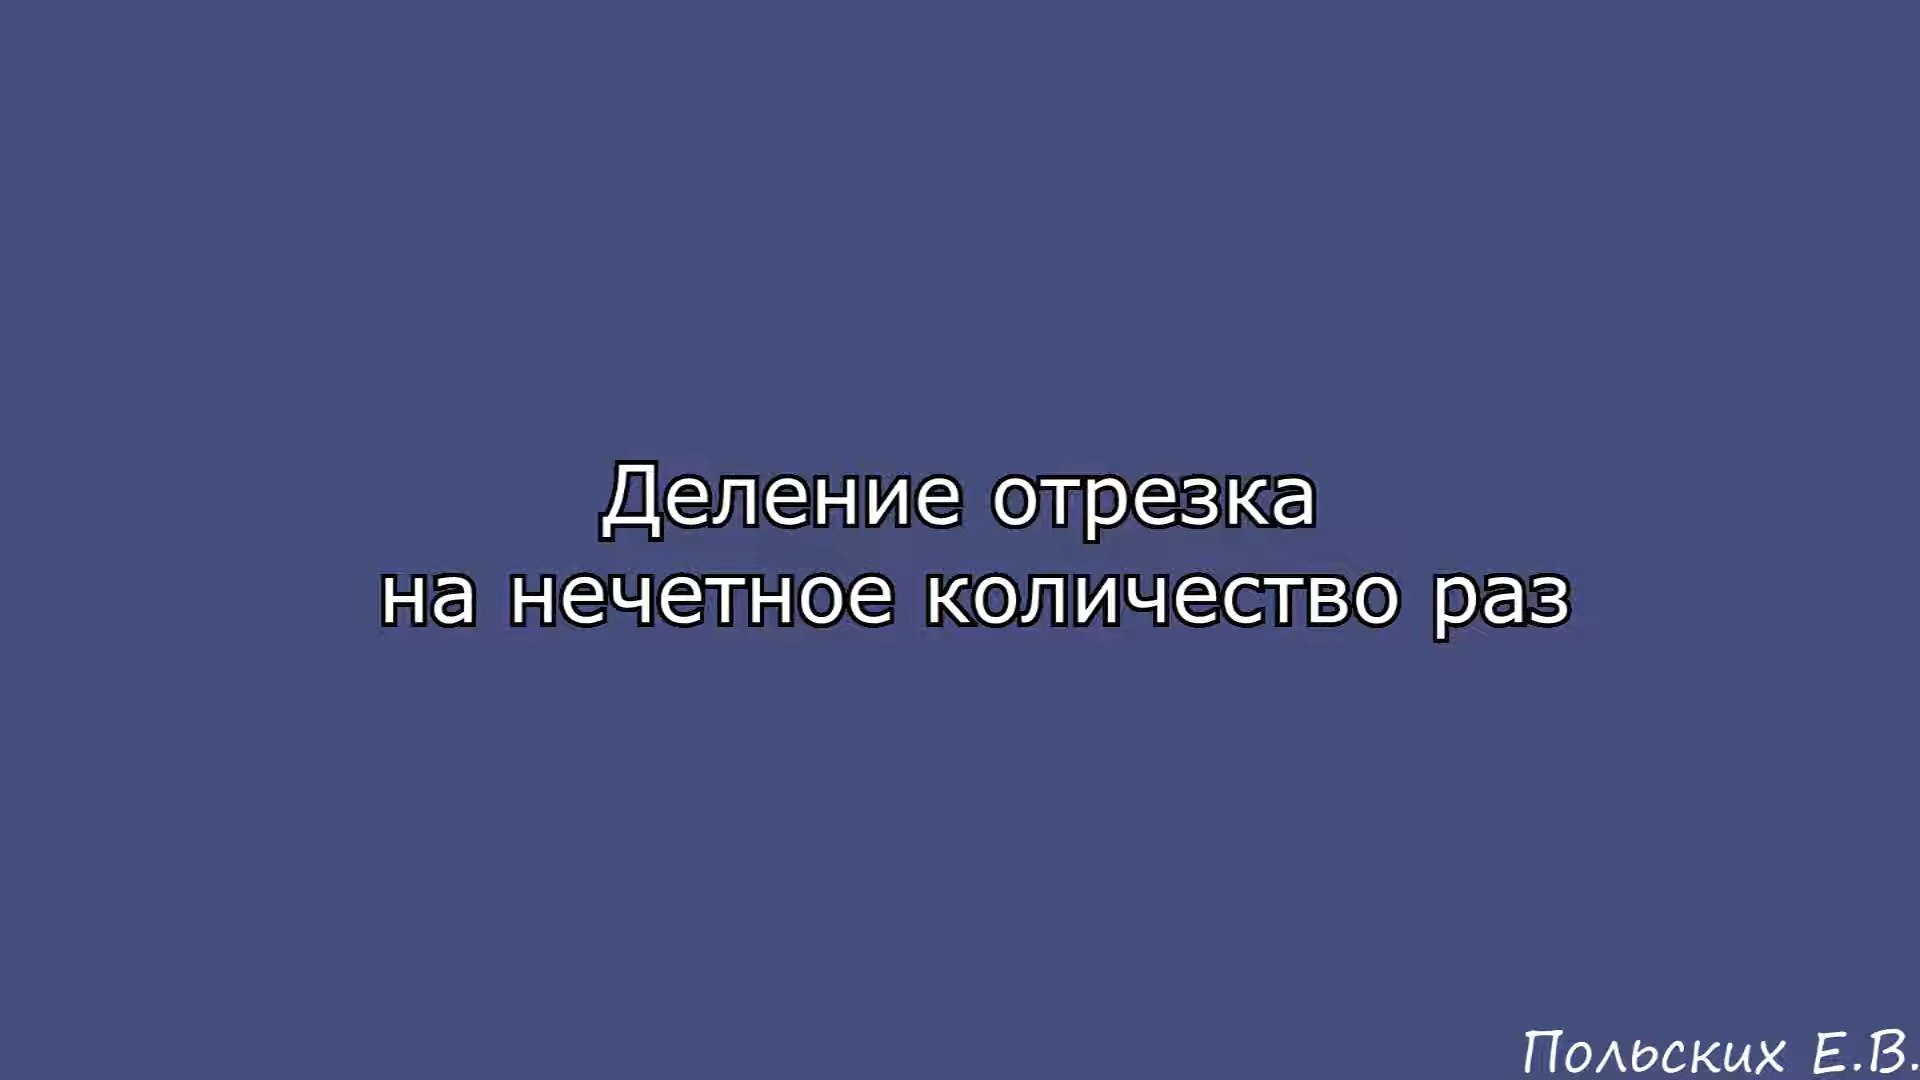 Деление отрезка
на нечетное количество раз
Польских Е.В.